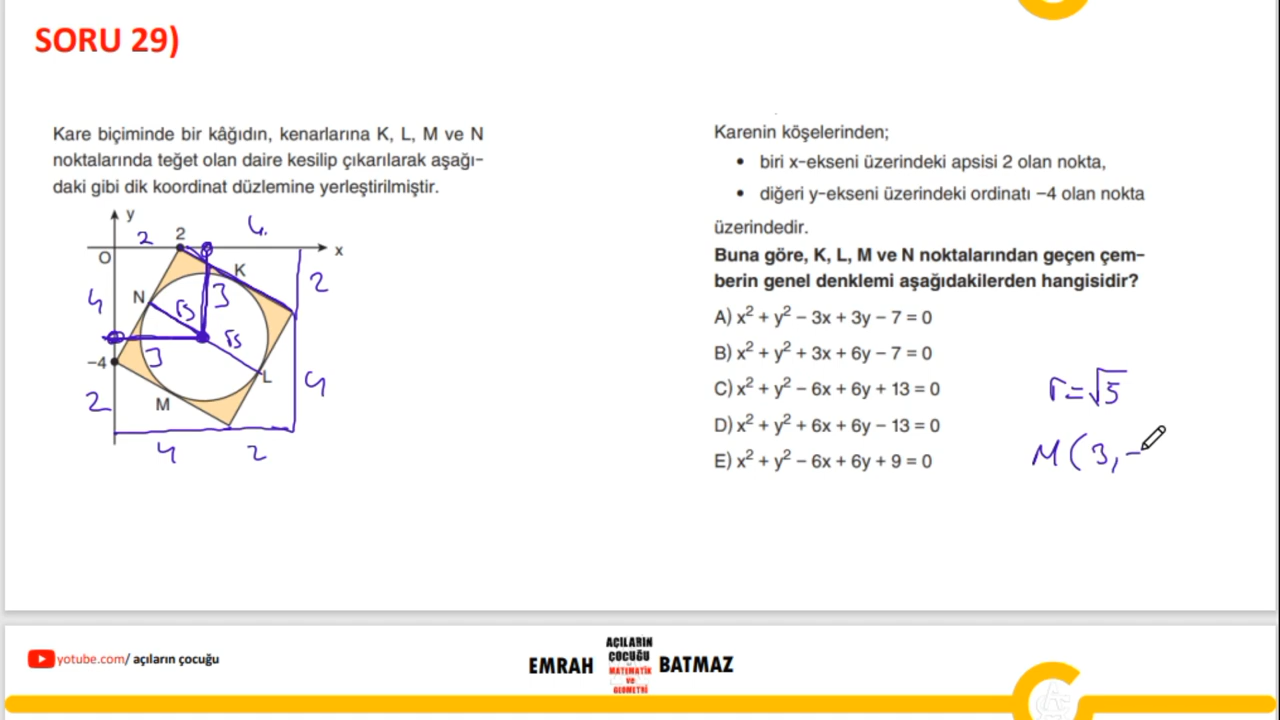 SORU 29)
Kare biçiminde bir kâğıdın, kenarlarına K, L, M ve N
noktalarında teğet olan daire kesilip çıkarılarak aşağı-
daki gibi dik koordinat düzlemine yerleştirilmiştir.
y
2
4
2
x
O
K
2
4
N
√5
3
√5
3
-4
L
4
2
M
4
2
Karenin köşelerinden;
• biri x-ekseni üzerindeki apsisi 2 olan nokta,
• diğeri y-ekseni üzerindeki ordinatı −4 olan nokta
üzerindedir.
Buna göre, K, L, M ve N noktalarından geçen çem-
berin genel denklemi aşağıdakilerden hangisidir?
A) x² + y² − 3x + 3y − 7 = 0
B) x² + y² + 3x + 6y − 7 = 0
C) x² + y² − 6x + 6y + 13 = 0
D) x² + y² + 6x + 6y − 13 = 0
E) x² + y² − 6x + 6y + 9 = 0
r=√5
M(3,-
yotube.com/ açıların çocuğu
EMRAH
AÇILARIN
ÇOCUĞU
MATEMATİK
ve
GEOMETRİ
BATMAZ